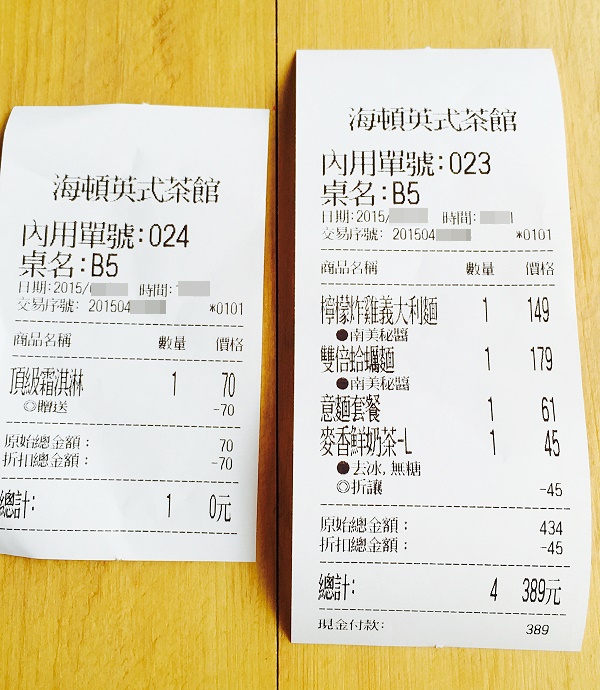 海頓英式茶館
內用單號:024
桌名:B5
日期:2015/ 時間:
交易序號: 201504 *0101
商品名稱 數量 價格
頂級霜淇淋 1 70
◎贈送 -70
原始總金額: 70
折扣總金額: -70
總計: 1 0元
海頓英式茶館
內用單號:023
桌名:B5
日期:2015/ 時間:
交易序號: 201504 *0101
商品名稱 數量 價格
檸檬炸雞義大利麵 1 149
●南美秘醬
雙倍蛤蠣麵 1 179
●南美秘醬
意麵套餐 1 61
麥香鮮奶茶-L 1 45
●去冰,無糖
◎折讓 -45
原始總金額: 434
折扣總金額: -45
總計: 4 389元
現金付款: 389